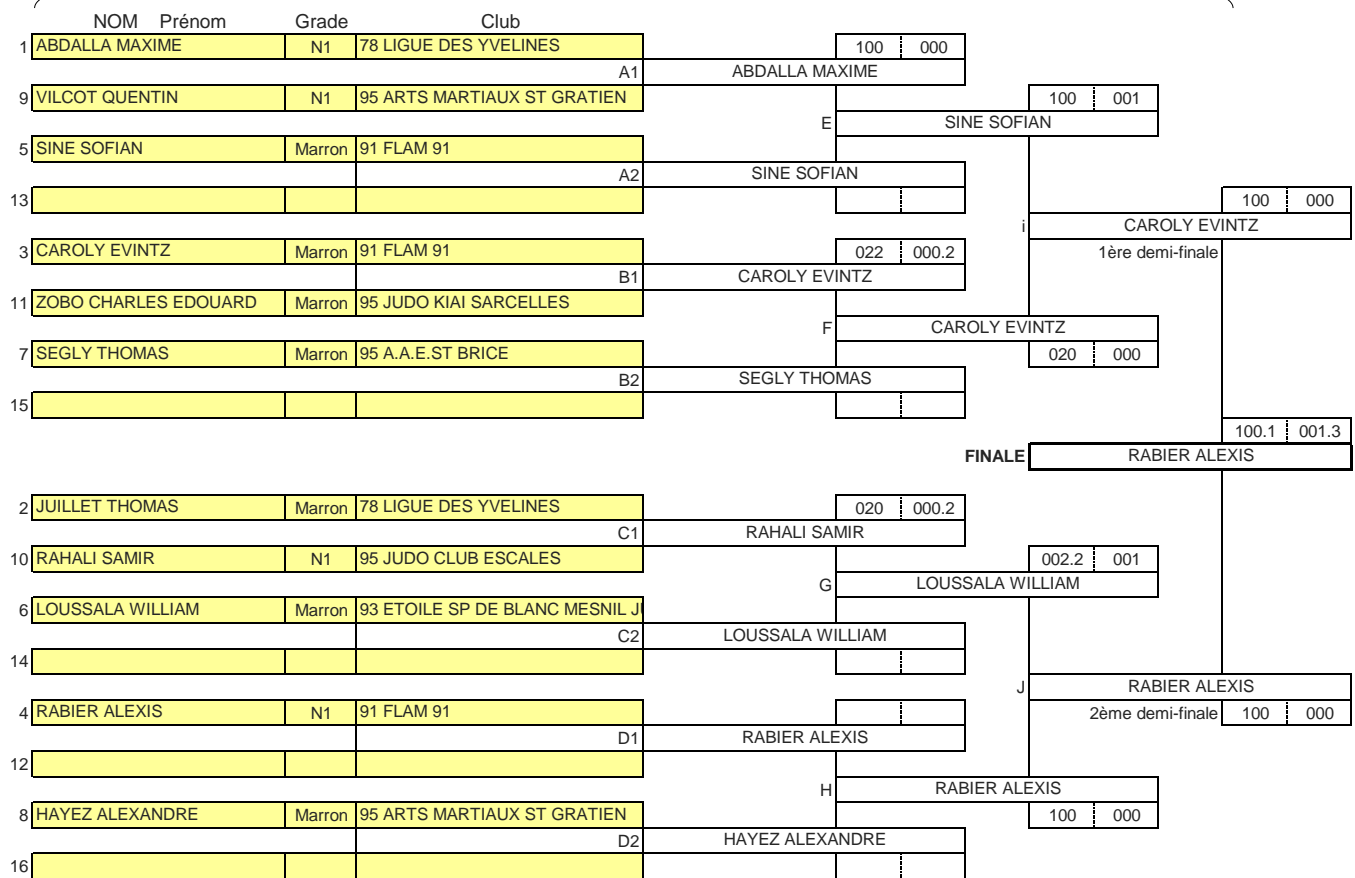 NOM Prénom Grade Club
1 ABDALLA MAXIME N1 78 LIGUE DES YVELINES 100 000
A1 ABDALLA MAXIME
9 VILCOT QUENTIN N1 95 ARTS MARTIAUX ST GRATIEN 100 001
E SINE SOFIAN
5 SINE SOFIAN Marron 91 FLAM 91
A2 SINE SOFIAN
13 100 000
i CAROLY EVINTZ
3 CAROLY EVINTZ Marron 91 FLAM 91 022 000.2 1ère demi-finale
B1 CAROLY EVINTZ
11 ZOBO CHARLES EDOUARD Marron 95 JUDO KIAI SARCELLES
F CAROLY EVINTZ
7 SEGLY THOMAS Marron 95 A.A.E.ST BRICE 020 000
B2 SEGLY THOMAS
15
100.1 001.3
FINALE RABIER ALEXIS
2 JUILLET THOMAS Marron 78 LIGUE DES YVELINES 020 000.2
C1 RAHALI SAMIR
10 RAHALI SAMIR N1 95 JUDO CLUB ESCALES 002.2 001
G LOUSSALA WILLIAM
6 LOUSSALA WILLIAM Marron 93 ETOILE SP DE BLANC MESNIL JU
C2 LOUSSALA WILLIAM
14
J RABIER ALEXIS
4 RABIER ALEXIS N1 91 FLAM 91 2ème demi-finale 100 000
D1 RABIER ALEXIS
12
H RABIER ALEXIS
8 HAYEZ ALEXANDRE Marron 95 ARTS MARTIAUX ST GRATIEN 100 000
D2 HAYEZ ALEXANDRE
16